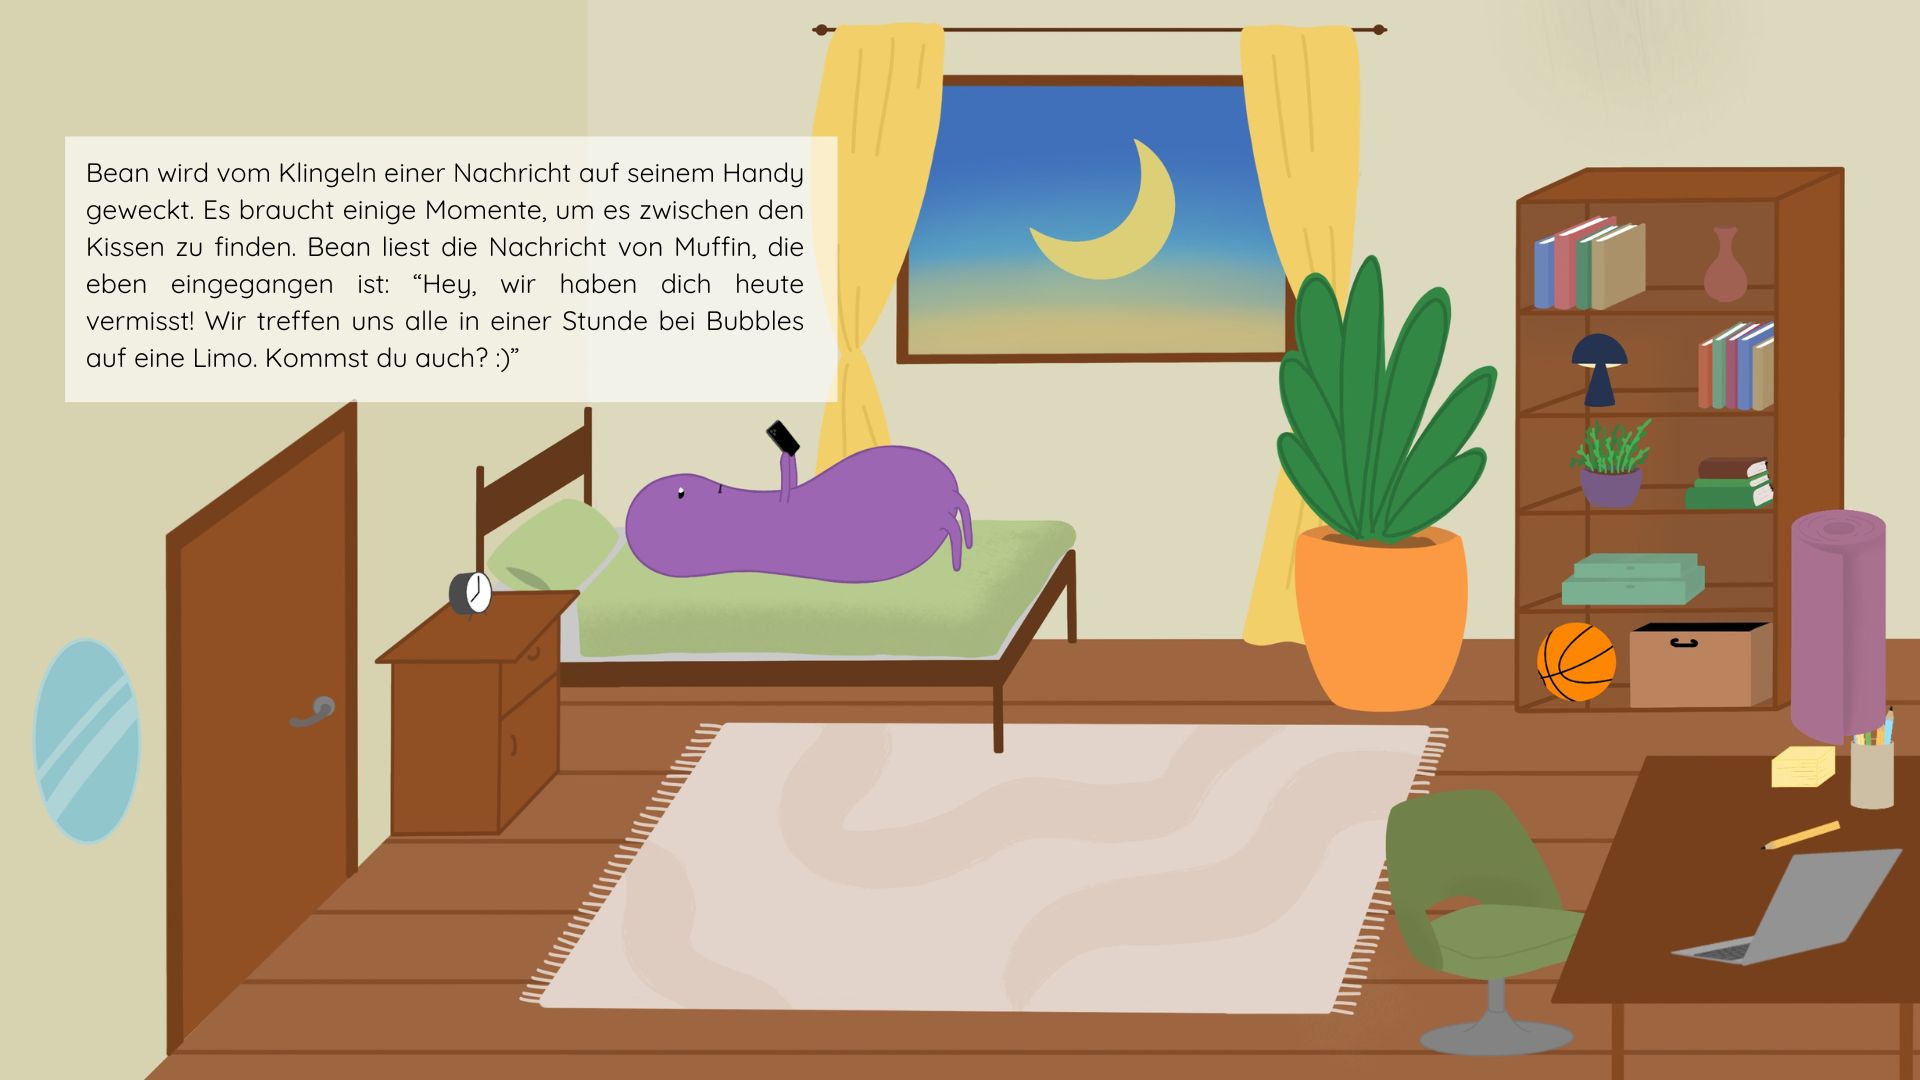 Bean wird vom Klingeln einer Nachricht auf seinem Handy
geweckt. Es braucht einige Momente, um es zwischen den
Kissen zu finden. Bean liest die Nachricht von Muffin, die
eben eingegangen ist: “Hey, wir haben dich heute
vermisst! Wir treffen uns alle in einer Stunde bei Bubbles
auf eine Limo. Kommst du auch? :)”